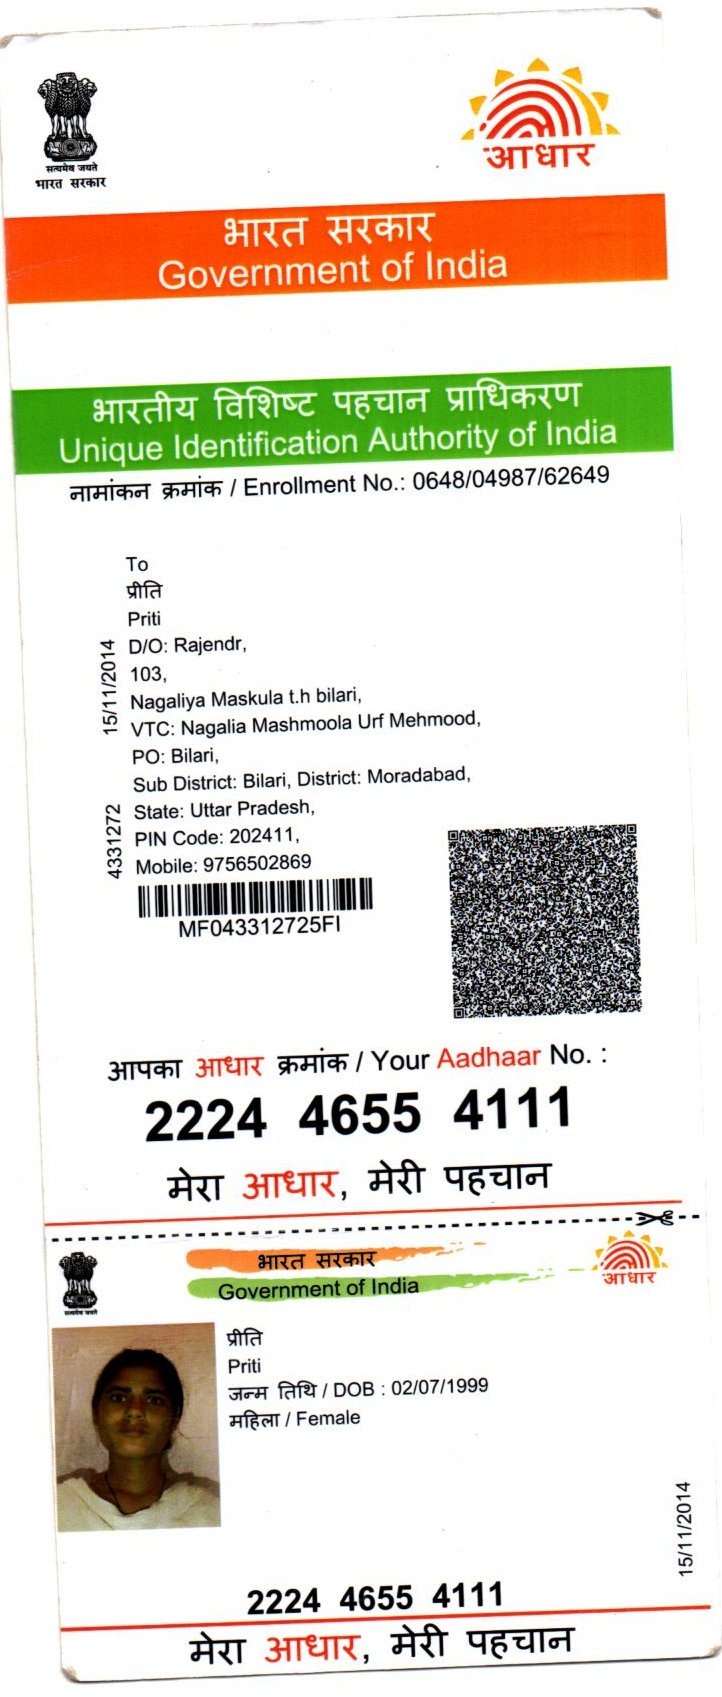 सत्यमेव जयते
भारत सरकार
आधार
भारत सरकार
Government of India
भारतीय विशिष्ट पहचान प्राधिकरण
Unique Identification Authority of India
नामांकन क्रमांक / Enrollment No.: 0648/04987/62649
To
प्रीति
Priti
D/O: Rajendr,
103,
Nagaliya Maskula t.h bilari,
VTC: Nagalia Mashmoola Urf Mehmood,
PO: Bilari,
Sub District: Bilari, District: Moradabad,
State: Uttar Pradesh,
PIN Code: 202411,
Mobile: 9756502869
15/11/2014
4331272
MF043312725FI
आपका आधार क्रमांक / Your Aadhaar No. :
2224 4655 4111
मेरा आधार, मेरी पहचान
भारत सरकार
Government of India
सत्यमेव जयते
आधार
प्रीति
Priti
जन्म तिथि / DOB : 02/07/1999
महिला / Female
15/11/2014
2224 4655 4111
मेरा आधार, मेरी पहचान